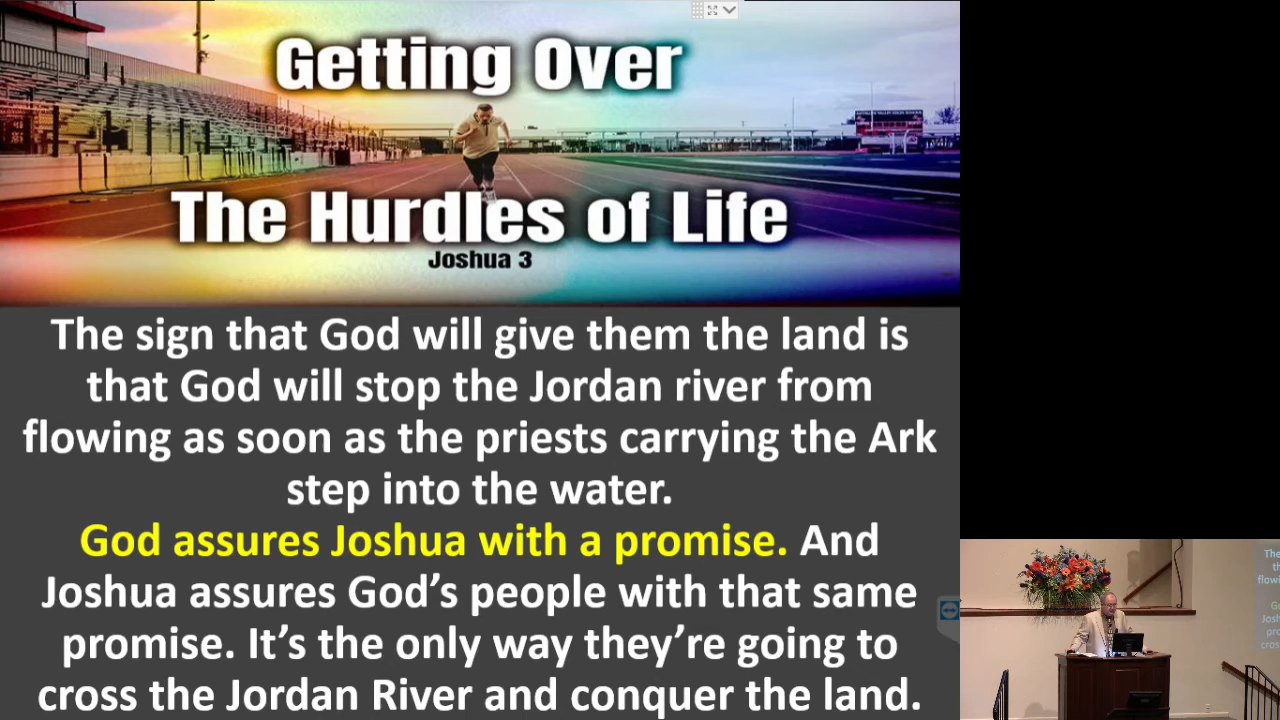 Getting Over
The Hurdles of Life
Joshua 3
The sign that God will give them the land is
that God will stop the Jordan river from
flowing as soon as the priests carrying the Ark
step into the water.
God assures Joshua with a promise. And
Joshua assures God’s people with that same
promise. It’s the only way they’re going to
cross the Jordan River and conquer the land.